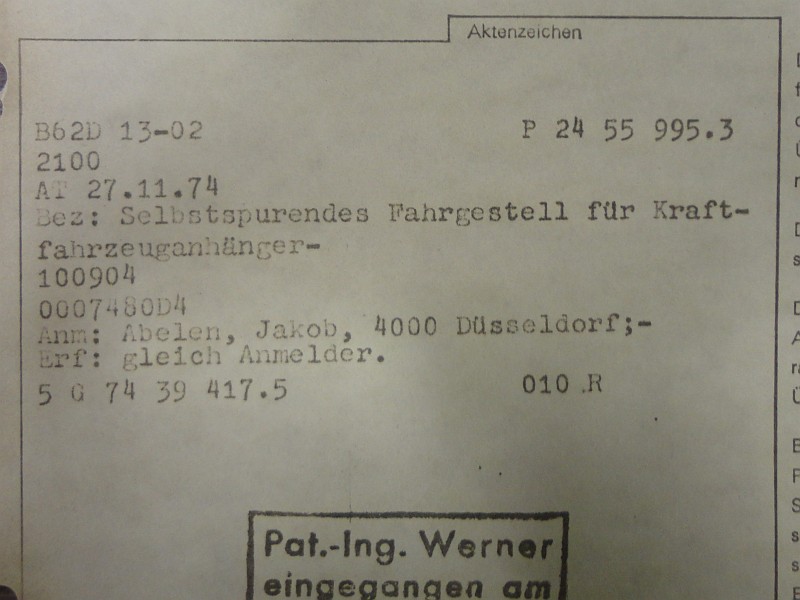 Aktenzeichen
B62D 13-02 P 24 55 995.3
2100
AT 27.11.74
Bez: Selbstspurendes Fahrgestell für Kraft-
fahrzeuganhänger-
100904
0007480D4
Anm: Abelen, Jakob, 4000 Düsseldorf;-
Erf: gleich Anmelder.
5 G 74 39 417.5 010 R
Pat.-Ing. Werner
eingegangen am